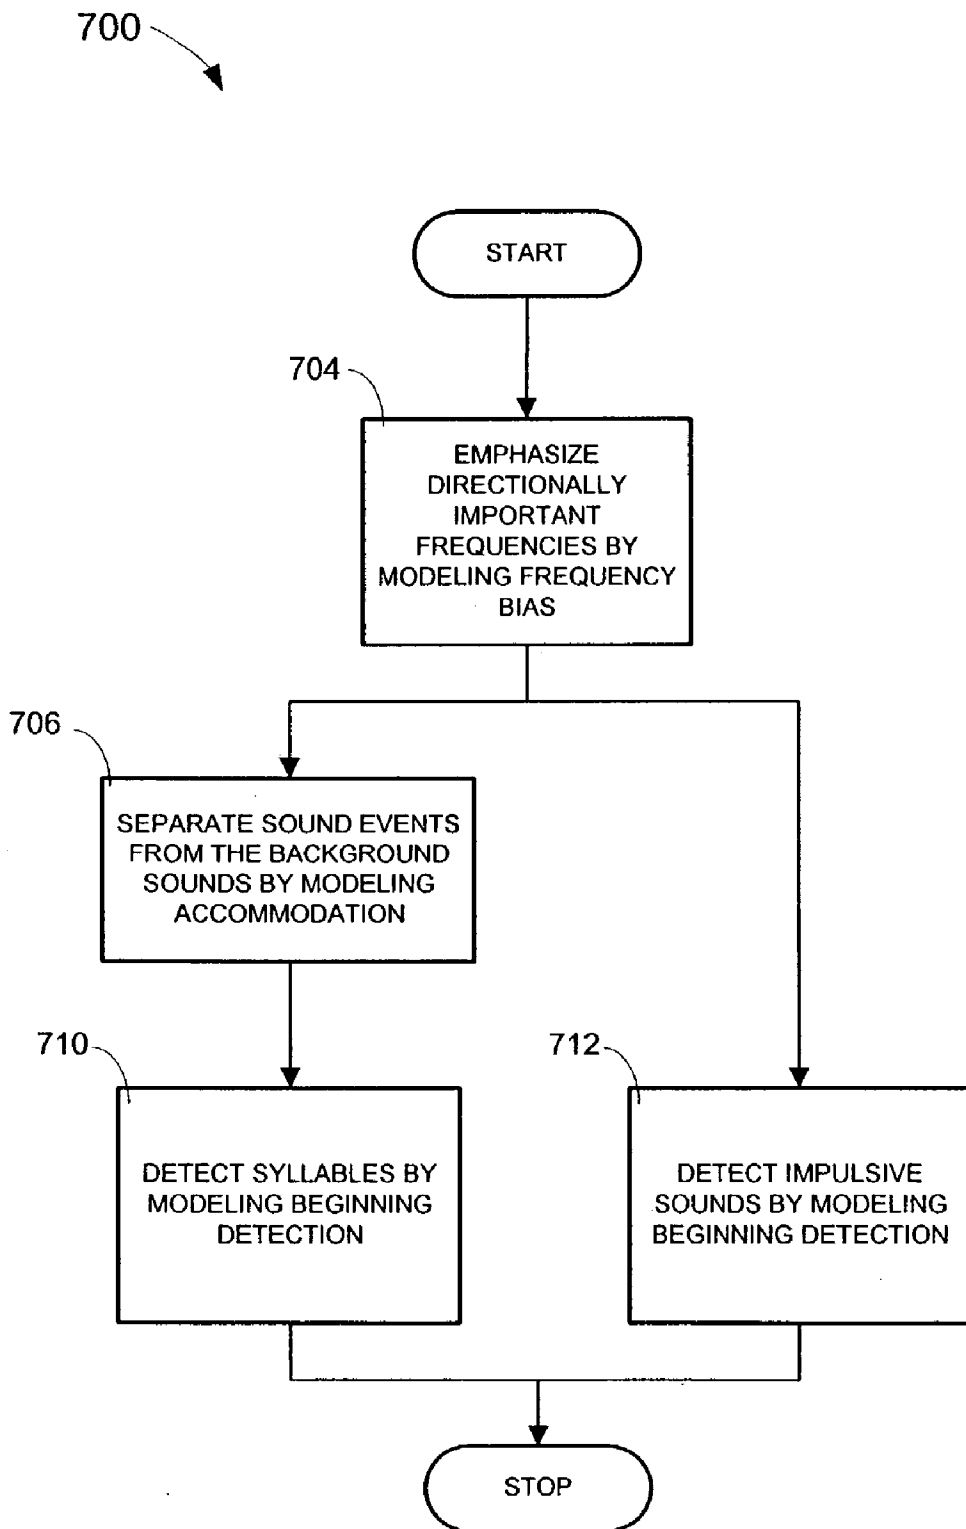 700
START
704
EMPHASIZE
DIRECTIONALLY
IMPORTANT
FREQUENCIES BY
MODELING FREQUENCY
BIAS
706
SEPARATE SOUND EVENTS
FROM THE BACKGROUND
SOUNDS BY MODELING
ACCOMMODATION
710
DETECT SYLLABLES BY
MODELING BEGINNING
DETECTION
712
DETECT IMPULSIVE
SOUNDS BY MODELING
BEGINNING DETECTION
STOP